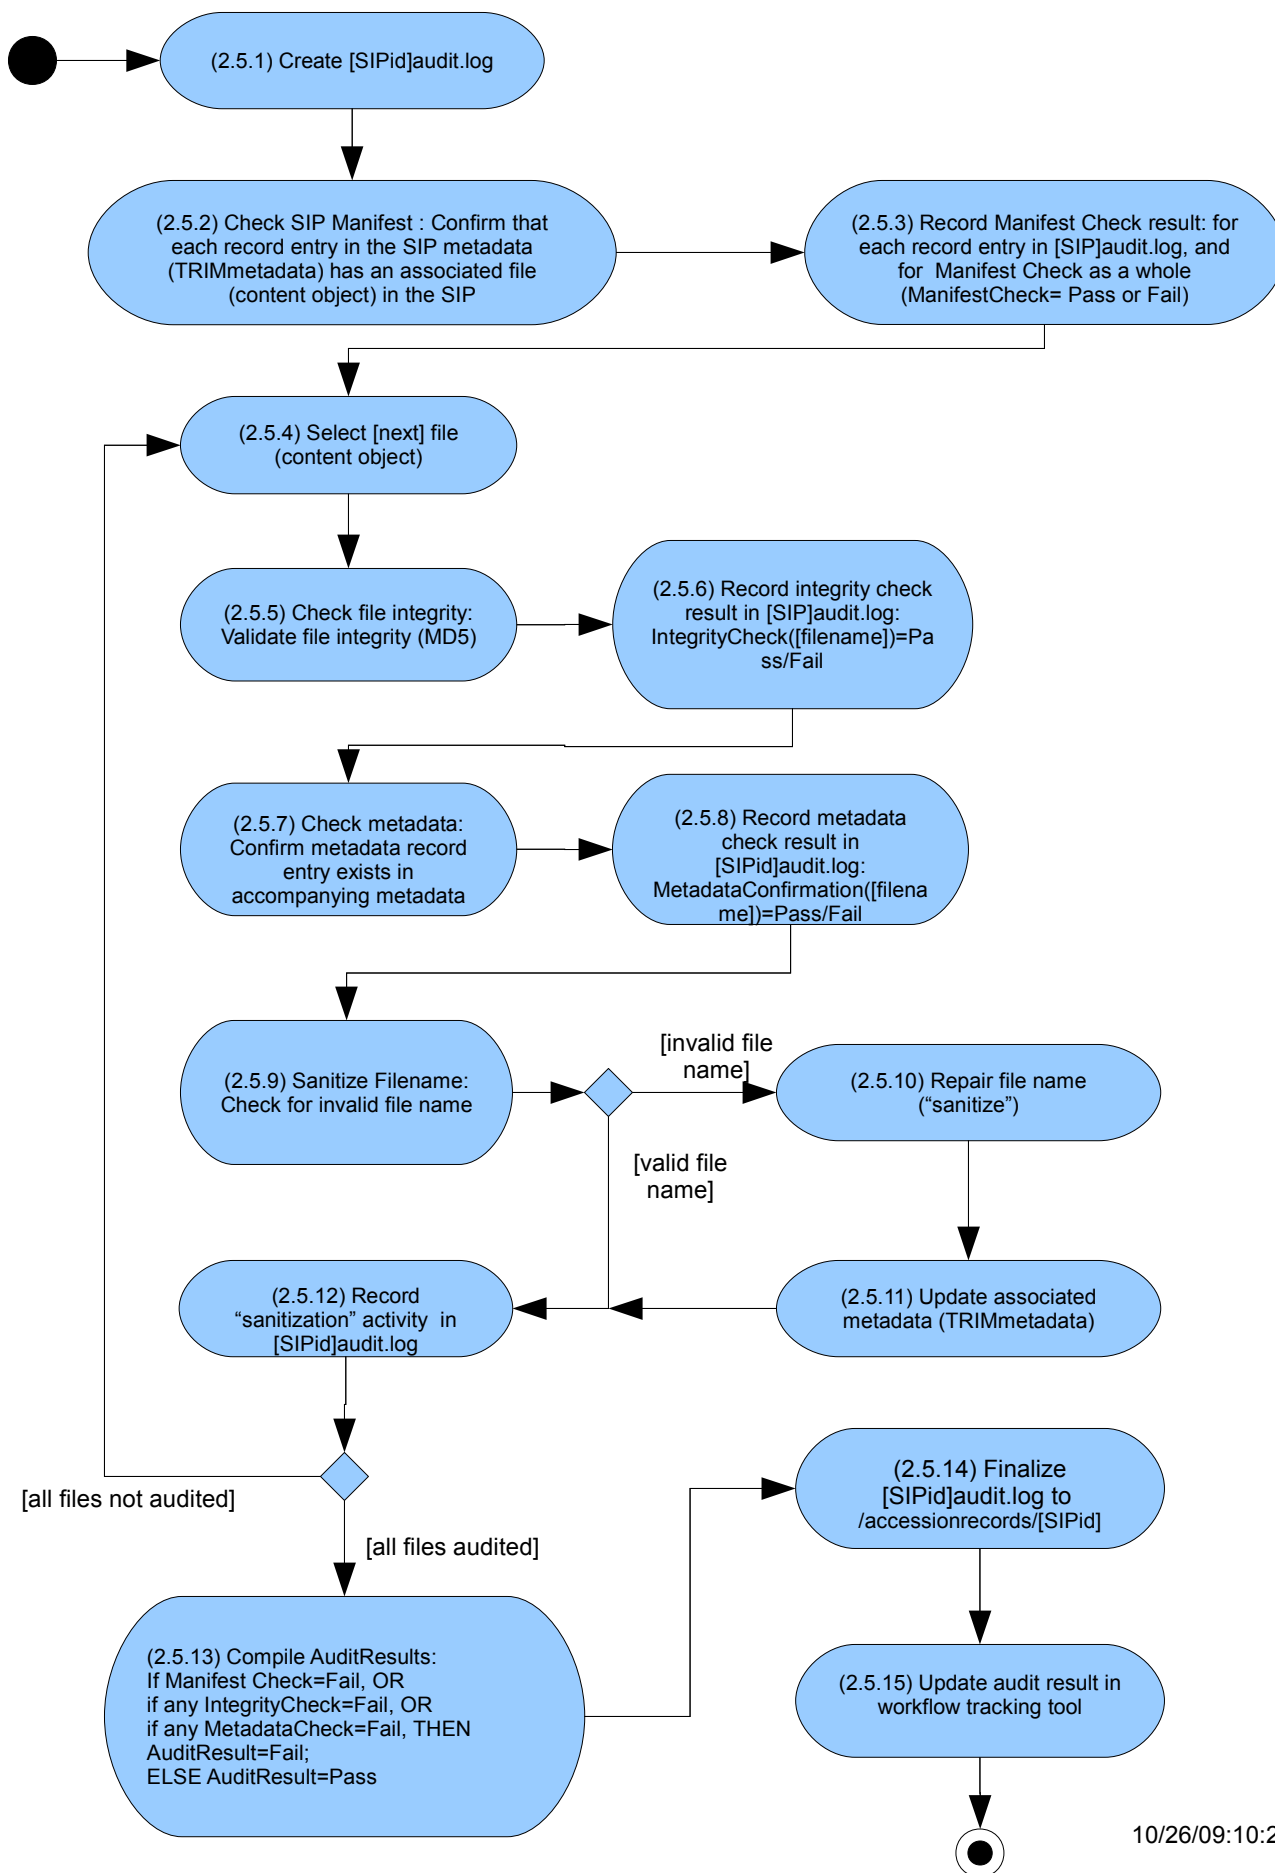 (2.5.1) Create [SIPid]audit.log
(2.5.2) Check SIP Manifest : Confirm that
each record entry in the SIP metadata
(TRIMmetadata) has an associated file
(content object) in the SIP
(2.5.3) Record Manifest Check result: for
each record entry in [SIP]audit.log, and
for Manifest Check as a whole
(ManifestCheck= Pass or Fail)
(2.5.4) Select [next] file
(content object)
(2.5.5) Check file integrity:
Validate file integrity (MD5)
(2.5.6) Record integrity check
result in [SIP]audit.log:
IntegrityCheck([filename])=Pa
ss/Fail
(2.5.7) Check metadata:
Confirm metadata record
entry exists in
accompanying metadata
(2.5.8) Record metadata
check result in
[SIPid]audit.log:
MetadataConfirmation([filena
me])=Pass/Fail
(2.5.9) Sanitize Filename:
Check for invalid file name
[invalid file
name]
(2.5.10) Repair file name
(“sanitize”)
[valid file
name]
(2.5.11) Update associated
metadata (TRIMmetadata)
(2.5.12) Record
“sanitization” activity in
[SIPid]audit.log
[all files not audited]
[all files audited]
(2.5.13) Compile AuditResults:
If Manifest Check=Fail, OR
if any IntegrityCheck=Fail, OR
if any MetadataCheck=Fail, THEN
AuditResult=Fail;
ELSE AuditResult=Pass
(2.5.14) Finalize
[SIPid]audit.log to
/accessionrecords/[SIPid]
(2.5.15) Update audit result in
workflow tracking tool
10/26/09:10:2